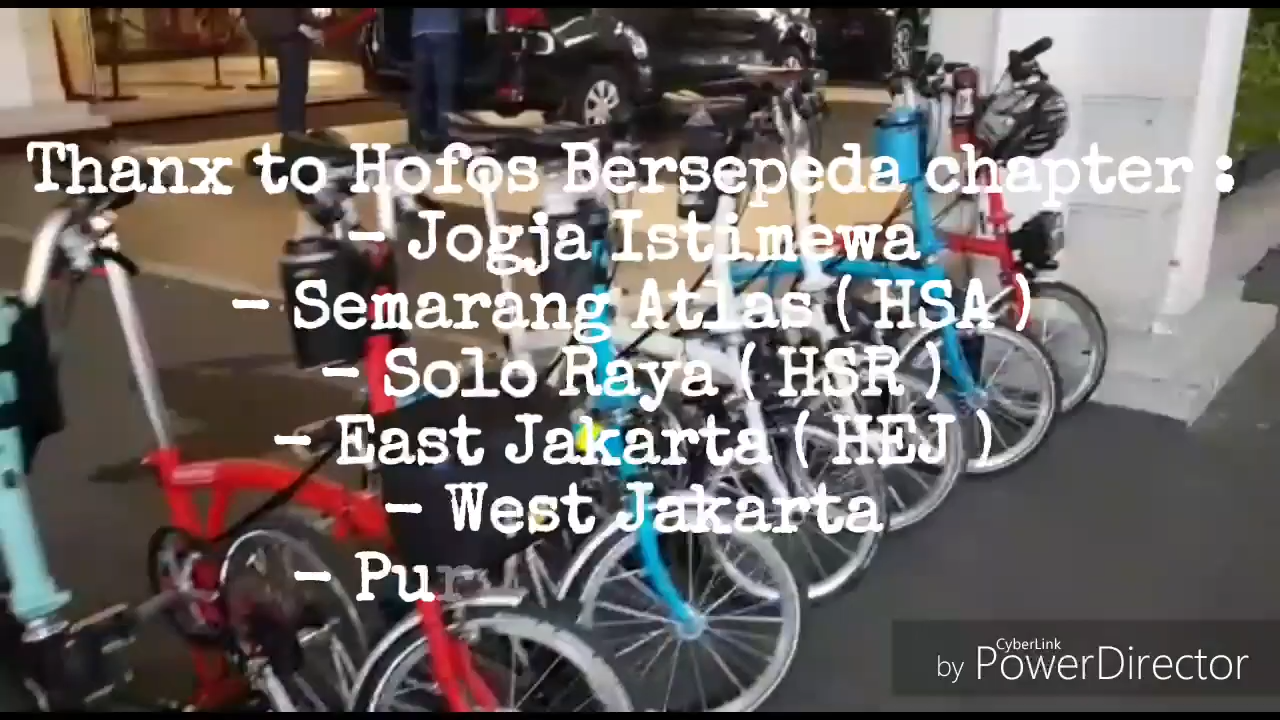 Thanx to Hofos Bersepeda chapter :
- Jogja Istimewa
- Semarang Atlas ( HSA )
- Solo Raya ( HSR )
- East Jakarta ( HEJ )
- West Jakarta
- Pur
by CyberLink PowerDirector